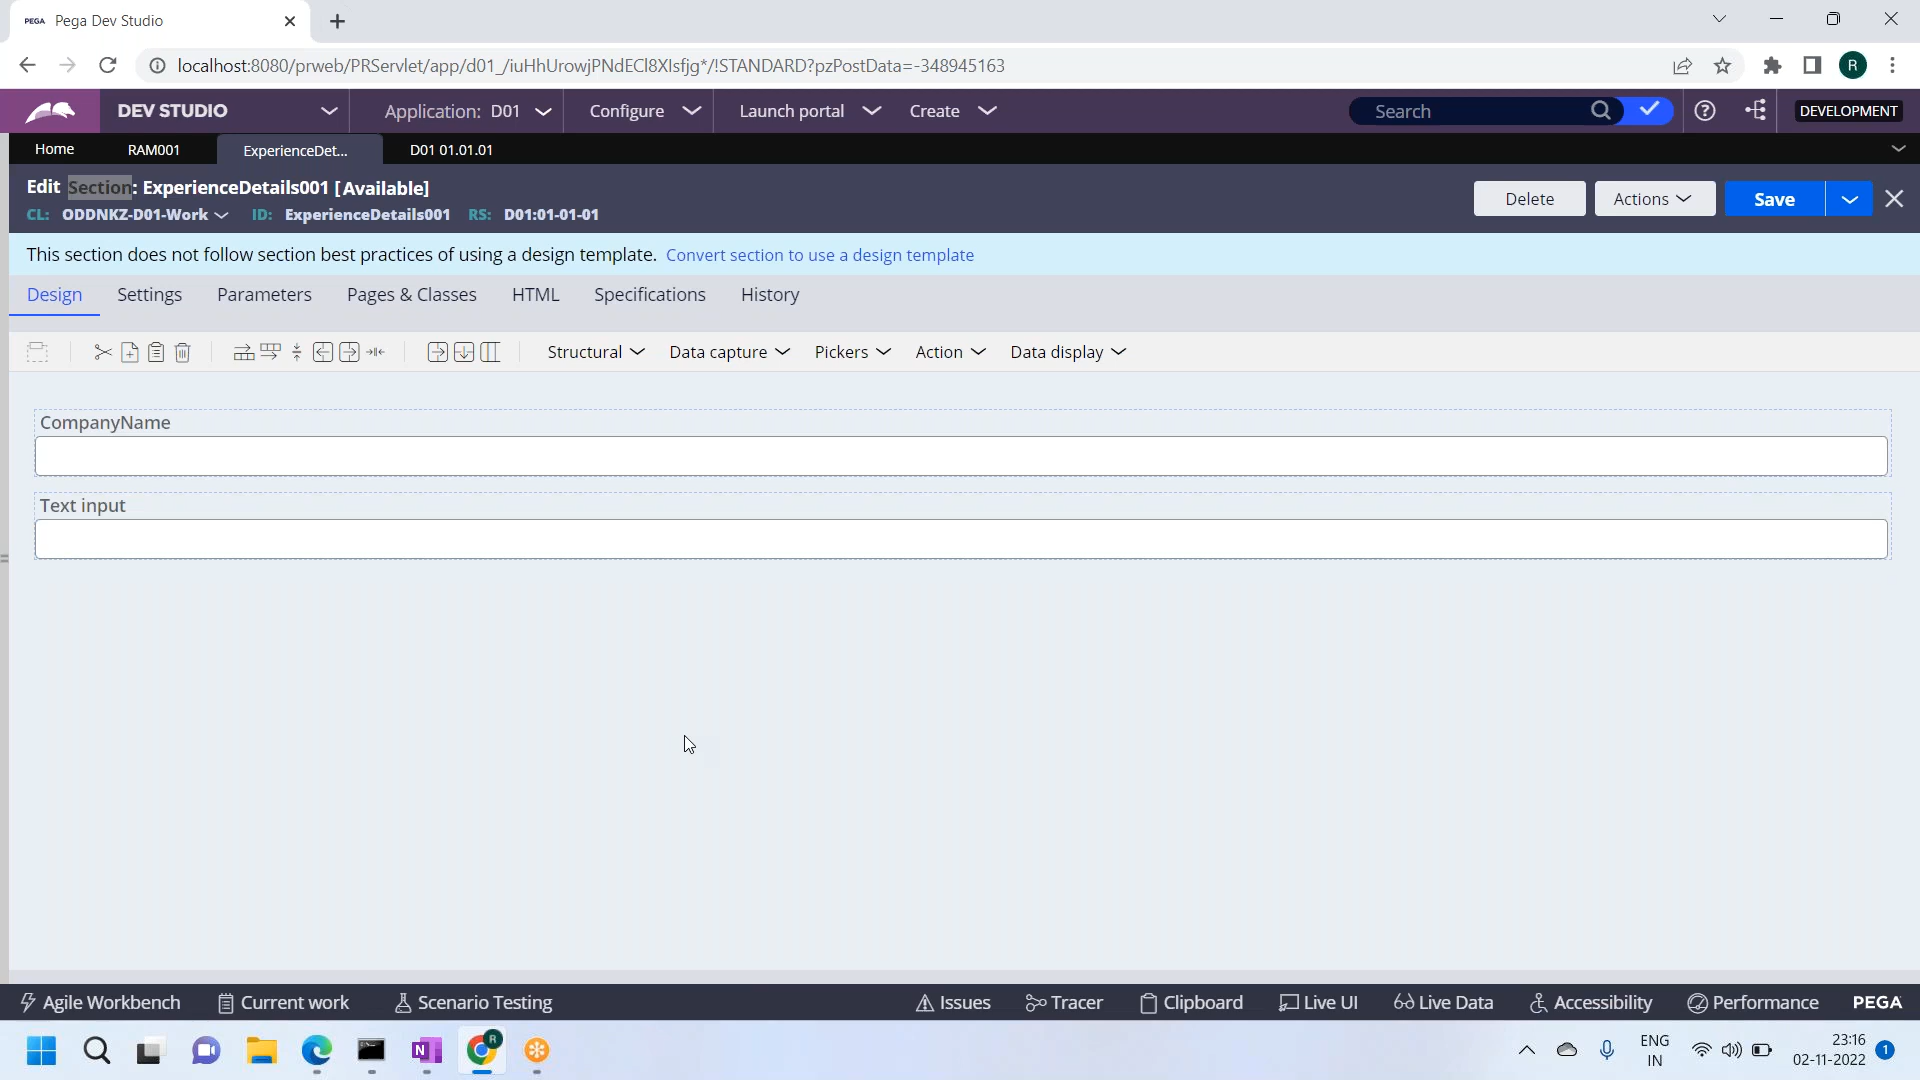 PEGA Pega Dev Studio
localhost:8080/prweb/PRServlet/app/d01_/iuHhUrowjPNdECl8XIsfjg*/!STANDARD?pzPostData=-348945163
R
DEV STUDIO Application: D01 Configure Launch portal Create Search DEVELOPMENT
Home RAM001 ExperienceDet... D01 01.01.01
Edit Section: ExperienceDetails001 [Available]
CL: ODDNKZ-D01-Work ID: ExperienceDetails001 RS: D01:01-01-01
Delete Actions Save
This section does not follow section best practices of using a design template. Convert section to use a design template
Design Settings Parameters Pages & Classes HTML Specifications History
Structural Data capture Pickers Action Data display
CompanyName
Text input
Agile Workbench Current work Scenario Testing Issues Tracer Clipboard Live UI Live Data Accessibility Performance PEGA
ENG
IN
23:16
02-11-2022
1